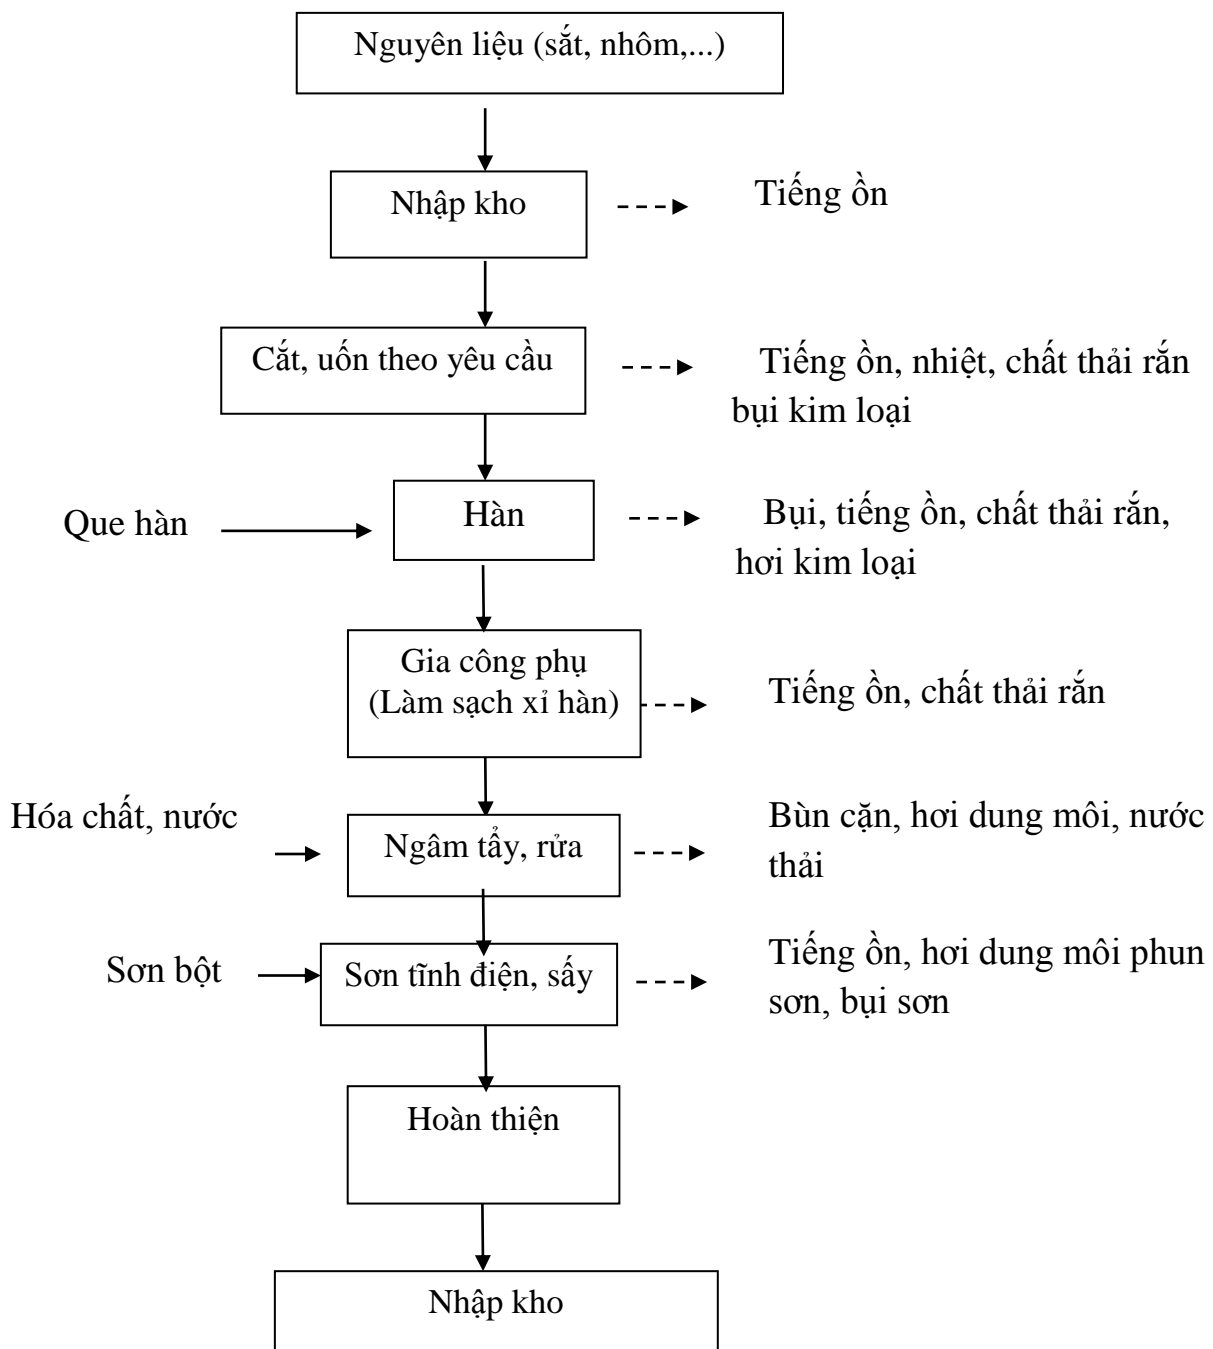 Nguyên liệu (sắt, nhôm,...)
Nhập kho
Tiếng ồn
Cắt, uốn theo yêu cầu
Tiếng ồn, nhiệt, chất thải rắn
bụi kim loại
Que hàn
Hàn
Bụi, tiếng ồn, chất thải rắn,
hơi kim loại
Gia công phụ
(Làm sạch xỉ hàn)
Tiếng ồn, chất thải rắn
Hóa chất, nước
Ngâm tẩy, rửa
Bùn cặn, hơi dung môi, nước
thải
Sơn bột
Sơn tĩnh điện, sấy
Tiếng ồn, hơi dung môi phun
sơn, bụi sơn
Hoàn thiện
Nhập kho